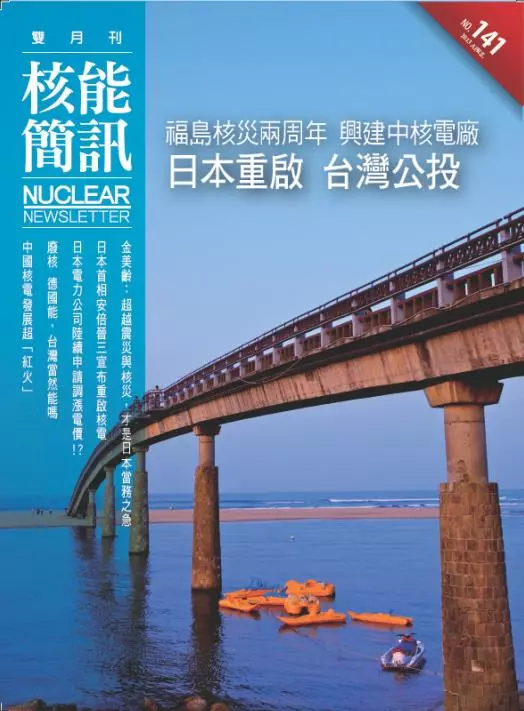 雙月刊
NO. 141
2013 APRIL
核能
簡訊
NUCLEAR
NEWSLETTER
福島核災兩周年 興建中核電廠
日本重啟 台灣公投
金美齡：超越震災與核災，才是日本當務之急
日本首相安倍晉三宣布重啟核電
日本電力公司陸續申請調漲電價!?
廢核 德國能，台灣當然能嗎
中國核電發展超「紅火」